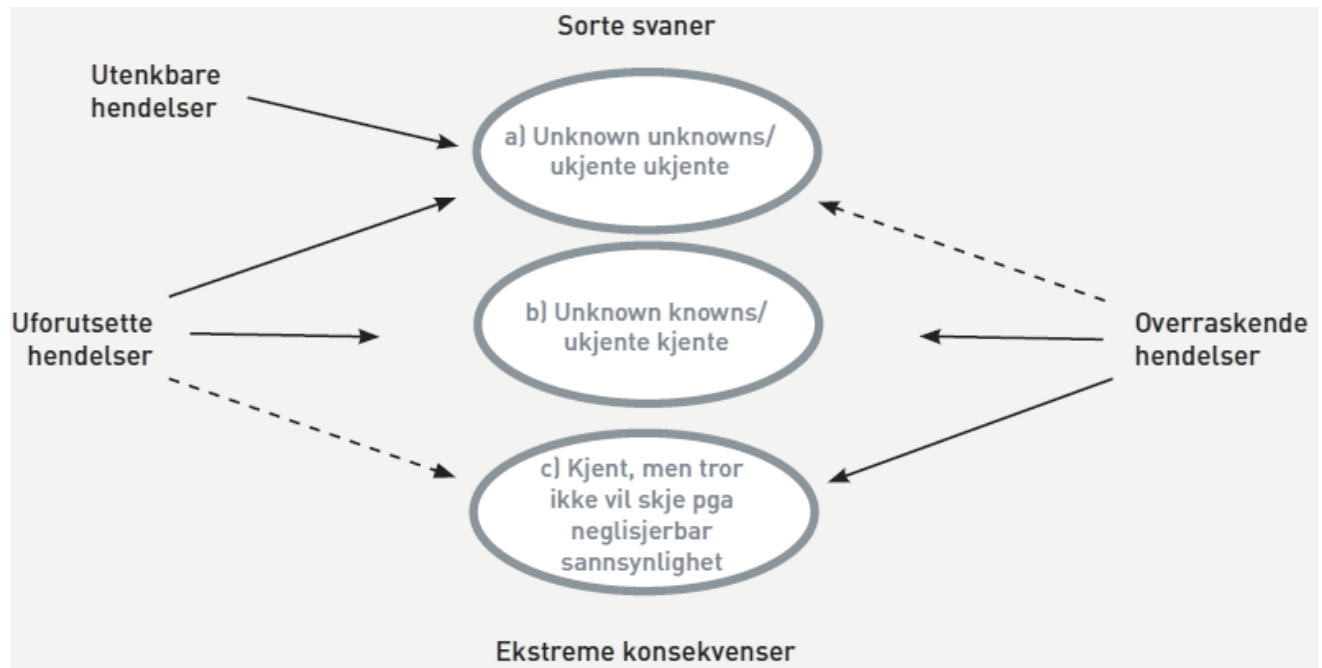 Sorte svaner
Utenkbare
hendelser
a) Unknown unknowns/
ukjente ukjente
b) Unknown knowns/
ukjente kjente
Uforutsette
hendelser
Overraskende
hendelser
c) Kjent, men tror
ikke vil skje pga
neglisjerbar
sannsynlighet
Ekstreme konsekvenser